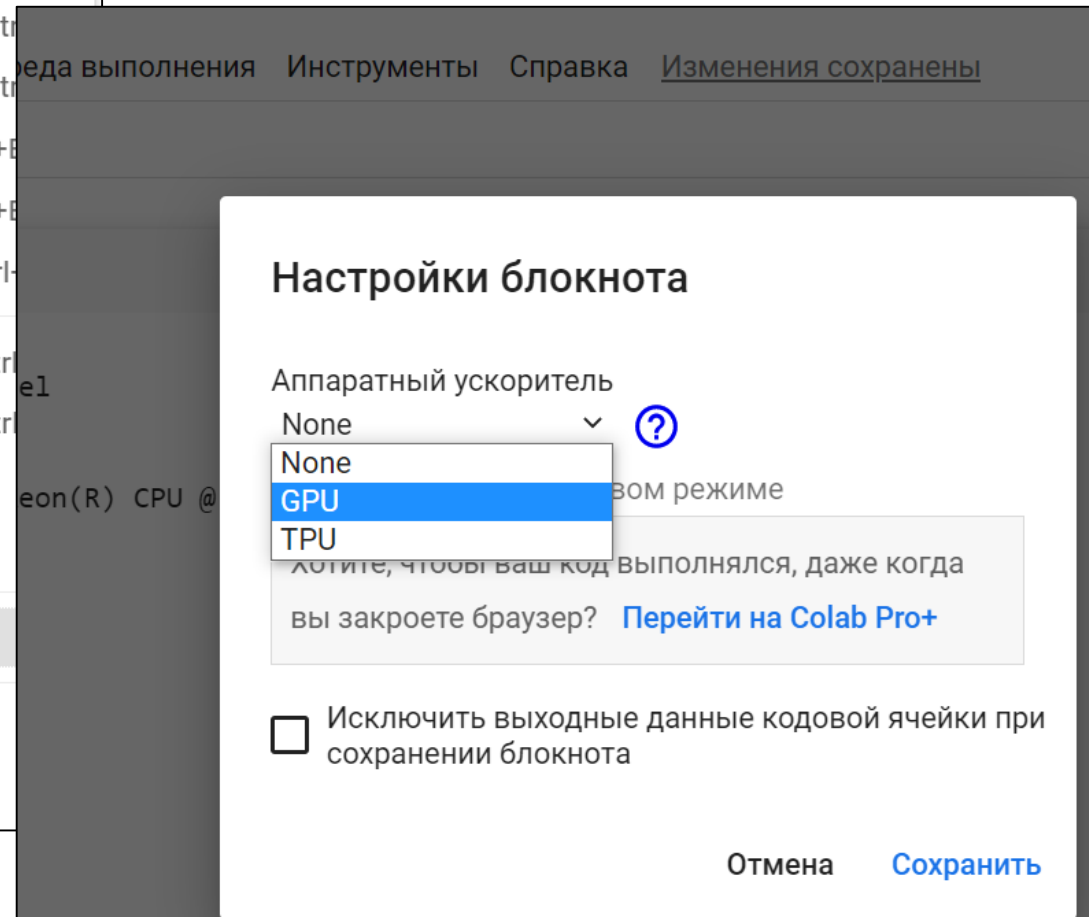 реда выполнения Инструменты Справка Изменения сохранены
Настройки блокнота
Аппаратный ускоритель
None
None
GPU
вом режиме
TPU
Хотите, чтобы ваш код выполнялся, даже когда
вы закроете браузер? Перейти на Colab Pro+
Исключить выходные данные кодовой ячейки при
сохранении блокнота
Отмена Сохранить
el
eon(R) CPU @